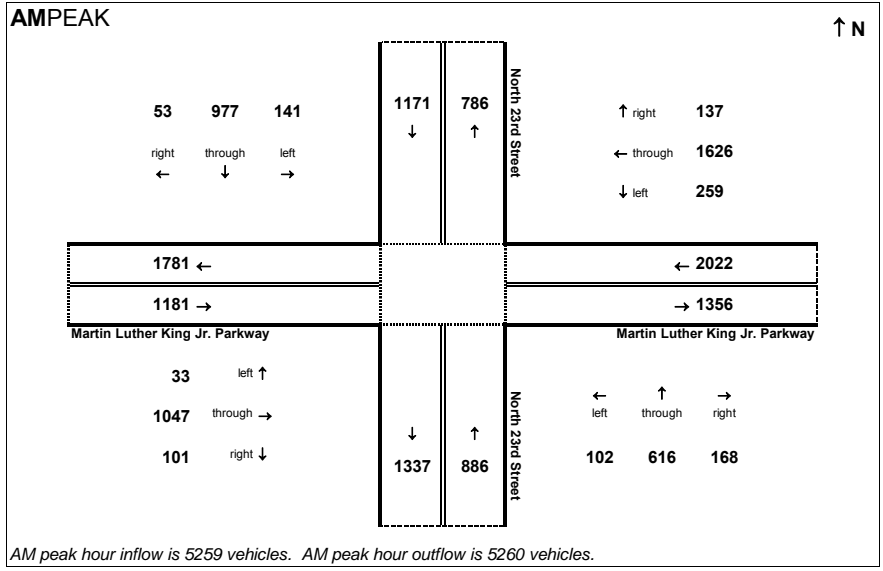 AMPEAK
↑ N
53 977 141
right through left
← ↓ →
1171 786
↓ ↑
North 23rd Street
↑ right 137
← through 1626
↓ left 259
1781 ←
1181 →
← 2022
→ 1356
Martin Luther King Jr. Parkway
Martin Luther King Jr. Parkway
33 left ↑
1047 through →
101 right ↓
↓ ↑
1337 886
North 23rd Street
← ↑ →
left through right
102 616 168
AM peak hour inflow is 5259 vehicles. AM peak hour outflow is 5260 vehicles.